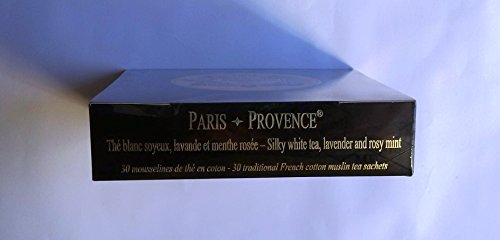 PARIS ✦ PROVENCE®
Thé blanc soyeux, lavande et menthe rosée – Silky white tea, lavender and rosy mint
30 mousselines de thé en coton - 30 traditional French cotton muslin tea sachets